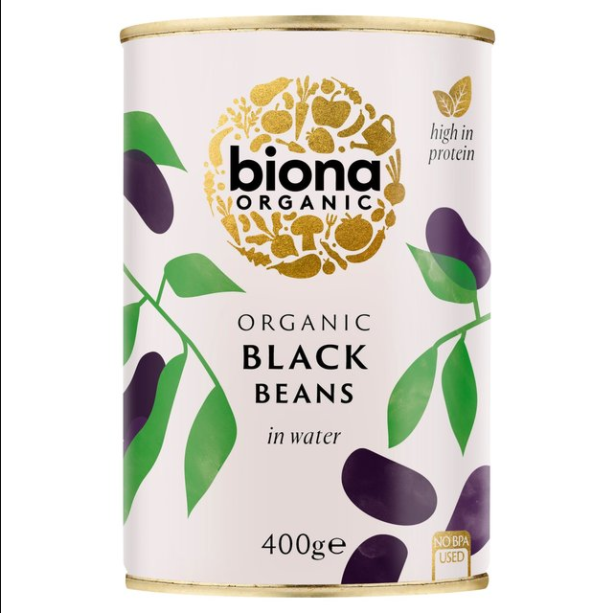 biona
ORGANIC
high in
protein
ORGANIC
BLACK
BEANS
in water
400g℮
NO BPA
USED